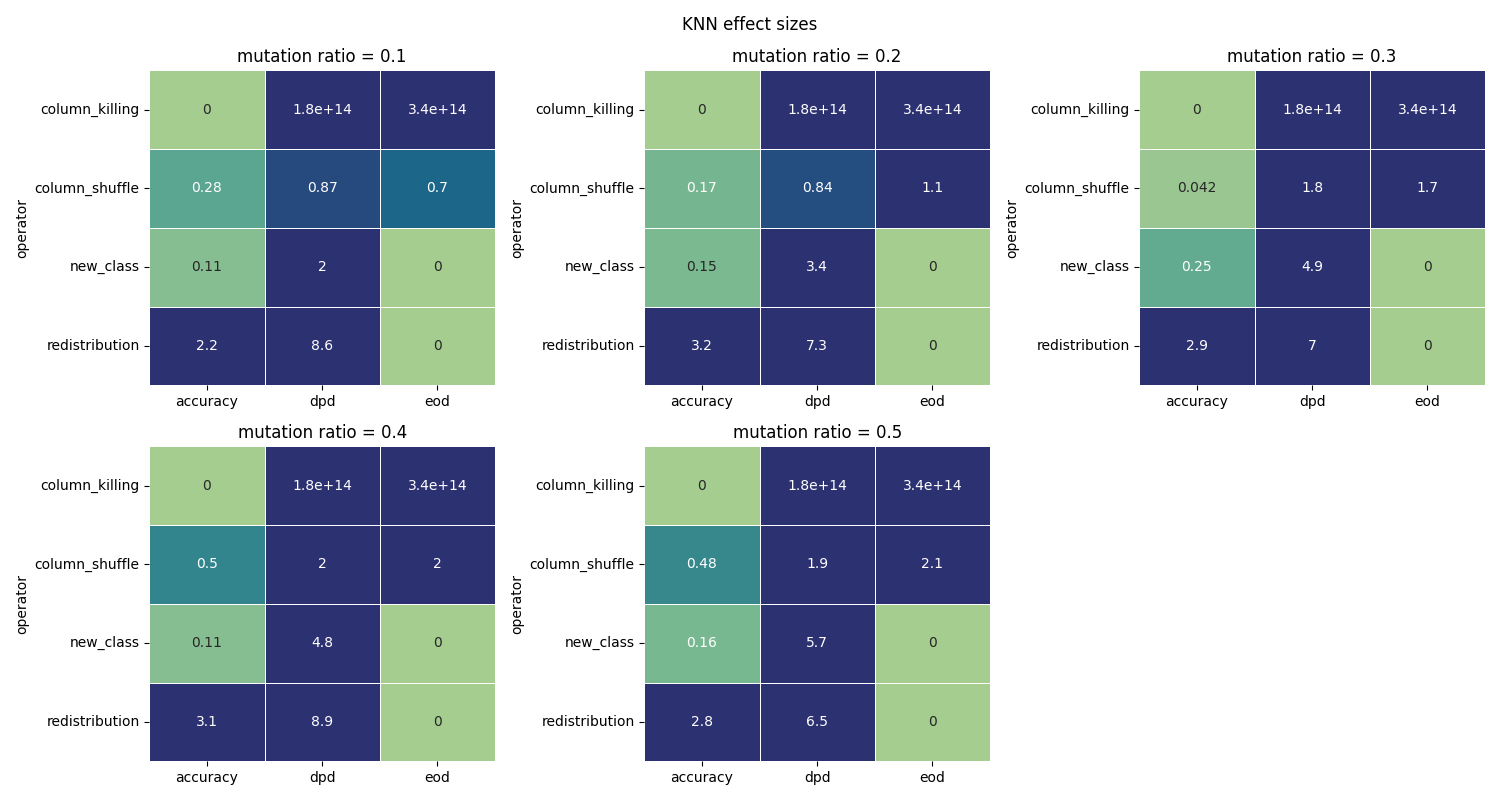 KNN effect sizes
mutation ratio = 0.1
operator
column_killing 0 1.8e+14 3.4e+14
column_shuffle 0.28 0.87 0.7
new_class 0.11 2 0
redistribution 2.2 8.6 0
accuracy dpd eod
mutation ratio = 0.2
operator
column_killing 0 1.8e+14 3.4e+14
column_shuffle 0.17 0.84 1.1
new_class 0.15 3.4 0
redistribution 3.2 7.3 0
accuracy dpd eod
mutation ratio = 0.3
operator
column_killing 0 1.8e+14 3.4e+14
column_shuffle 0.042 1.8 1.7
new_class 0.25 4.9 0
redistribution 2.9 7 0
accuracy dpd eod
mutation ratio = 0.4
operator
column_killing 0 1.8e+14 3.4e+14
column_shuffle 0.5 2 2
new_class 0.11 4.8 0
redistribution 3.1 8.9 0
accuracy dpd eod
mutation ratio = 0.5
operator
column_killing 0 1.8e+14 3.4e+14
column_shuffle 0.48 1.9 2.1
new_class 0.16 5.7 0
redistribution 2.8 6.5 0
accuracy dpd eod